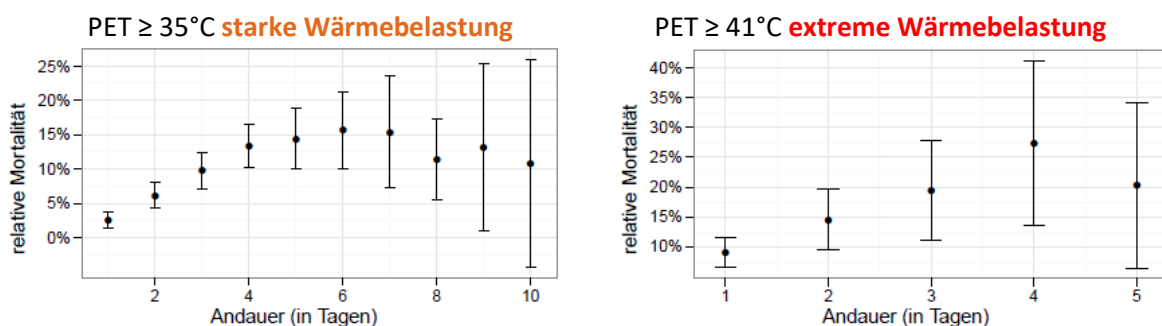 PET ≥ 35°C starke Wärmebelastung
relative Mortalität
25%
20%
15%
10%
5%
0%
2 4 6 8 10
Andauer (in Tagen)
PET ≥ 41°C extreme Wärmebelastung
relative Mortalität
40%
35%
30%
25%
20%
15%
10%
1 2 3 4 5
Andauer (in Tagen)